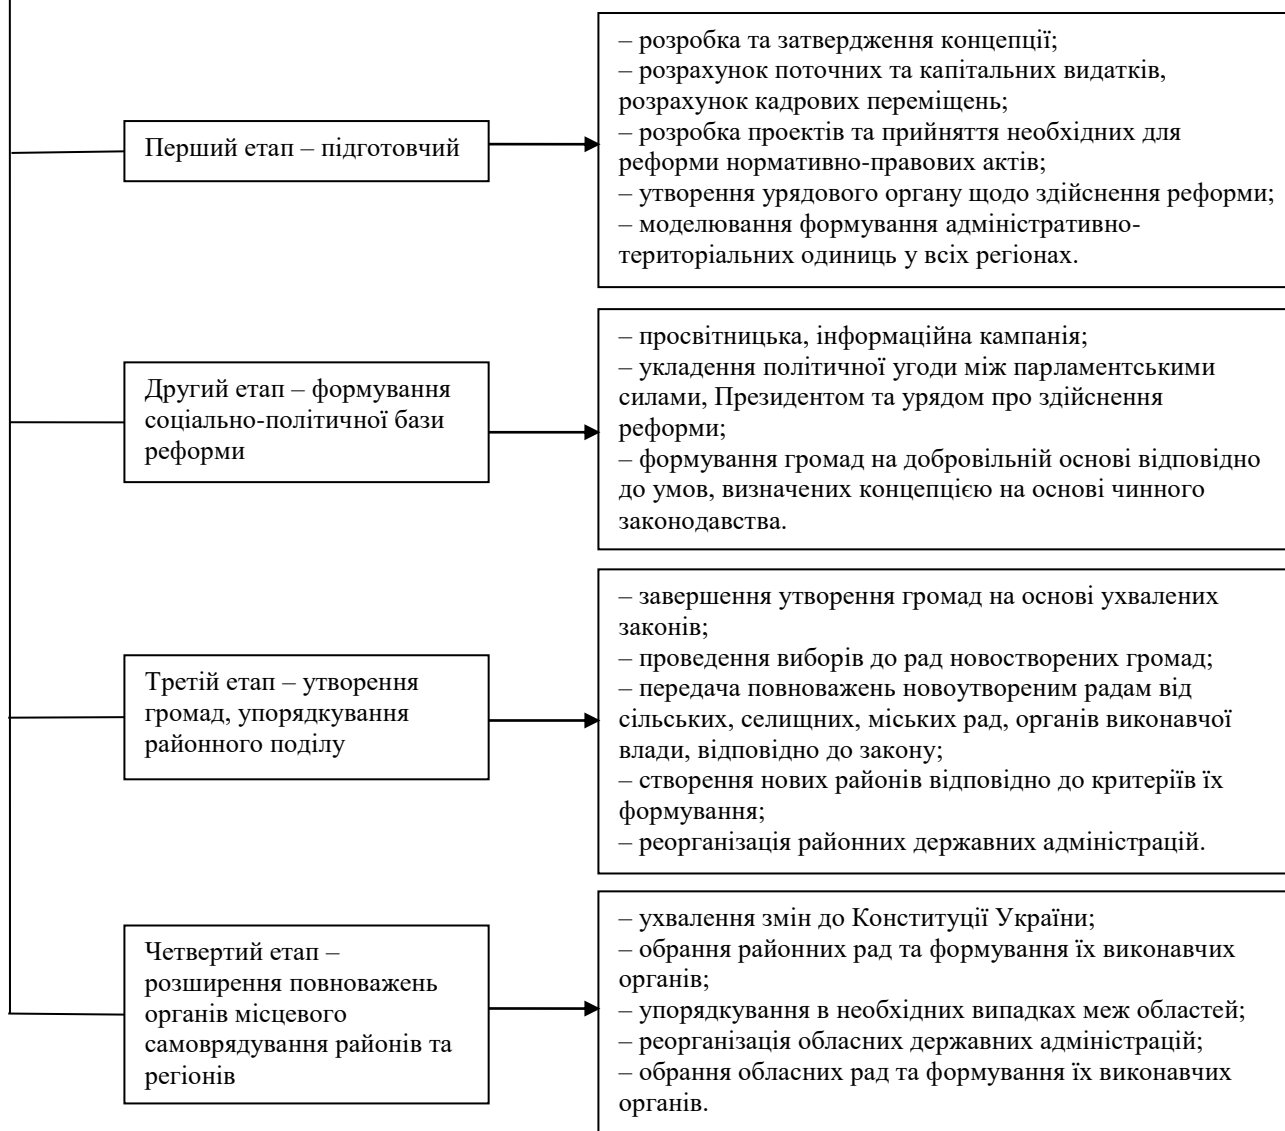 Перший етап – підготовчий
– розробка та затвердження концепції;
– розрахунок поточних та капітальних видатків,
розрахунок кадрових переміщень;
– розробка проектів та прийняття необхідних для
реформи нормативно-правових актів;
– утворення урядового органу щодо здійснення реформи;
– моделювання формування адміністративно-
територіальних одиниць у всіх регіонах.
Другий етап – формування
соціально-політичної бази
реформи
– просвітницька, інформаційна кампанія;
– укладення політичної угоди між парламентськими
силами, Президентом та урядом про здійснення
реформи;
– формування громад на добровільній основі відповідно
до умов, визначених концепцією на основі чинного
законодавства.
Третій етап – утворення
громад, упорядкування
районного поділу
– завершення утворення громад на основі ухвалених
законів;
– проведення виборів до рад новостворених громад;
– передача повноважень новоутвореним радам від
сільських, селищних, міських рад, органів виконавчої
влади, відповідно до закону;
– створення нових районів відповідно до критеріїв їх
формування;
– реорганізація районних державних адміністрацій.
Четвертий етап –
розширення повноважень
органів місцевого
самоврядування районів та
регіонів
– ухвалення змін до Конституції України;
– обрання районних рад та формування їх виконавчих
органів;
– упорядкування в необхідних випадках меж областей;
– реорганізація обласних державних адміністрацій;
– обрання обласних рад та формування їх виконавчих
органів.